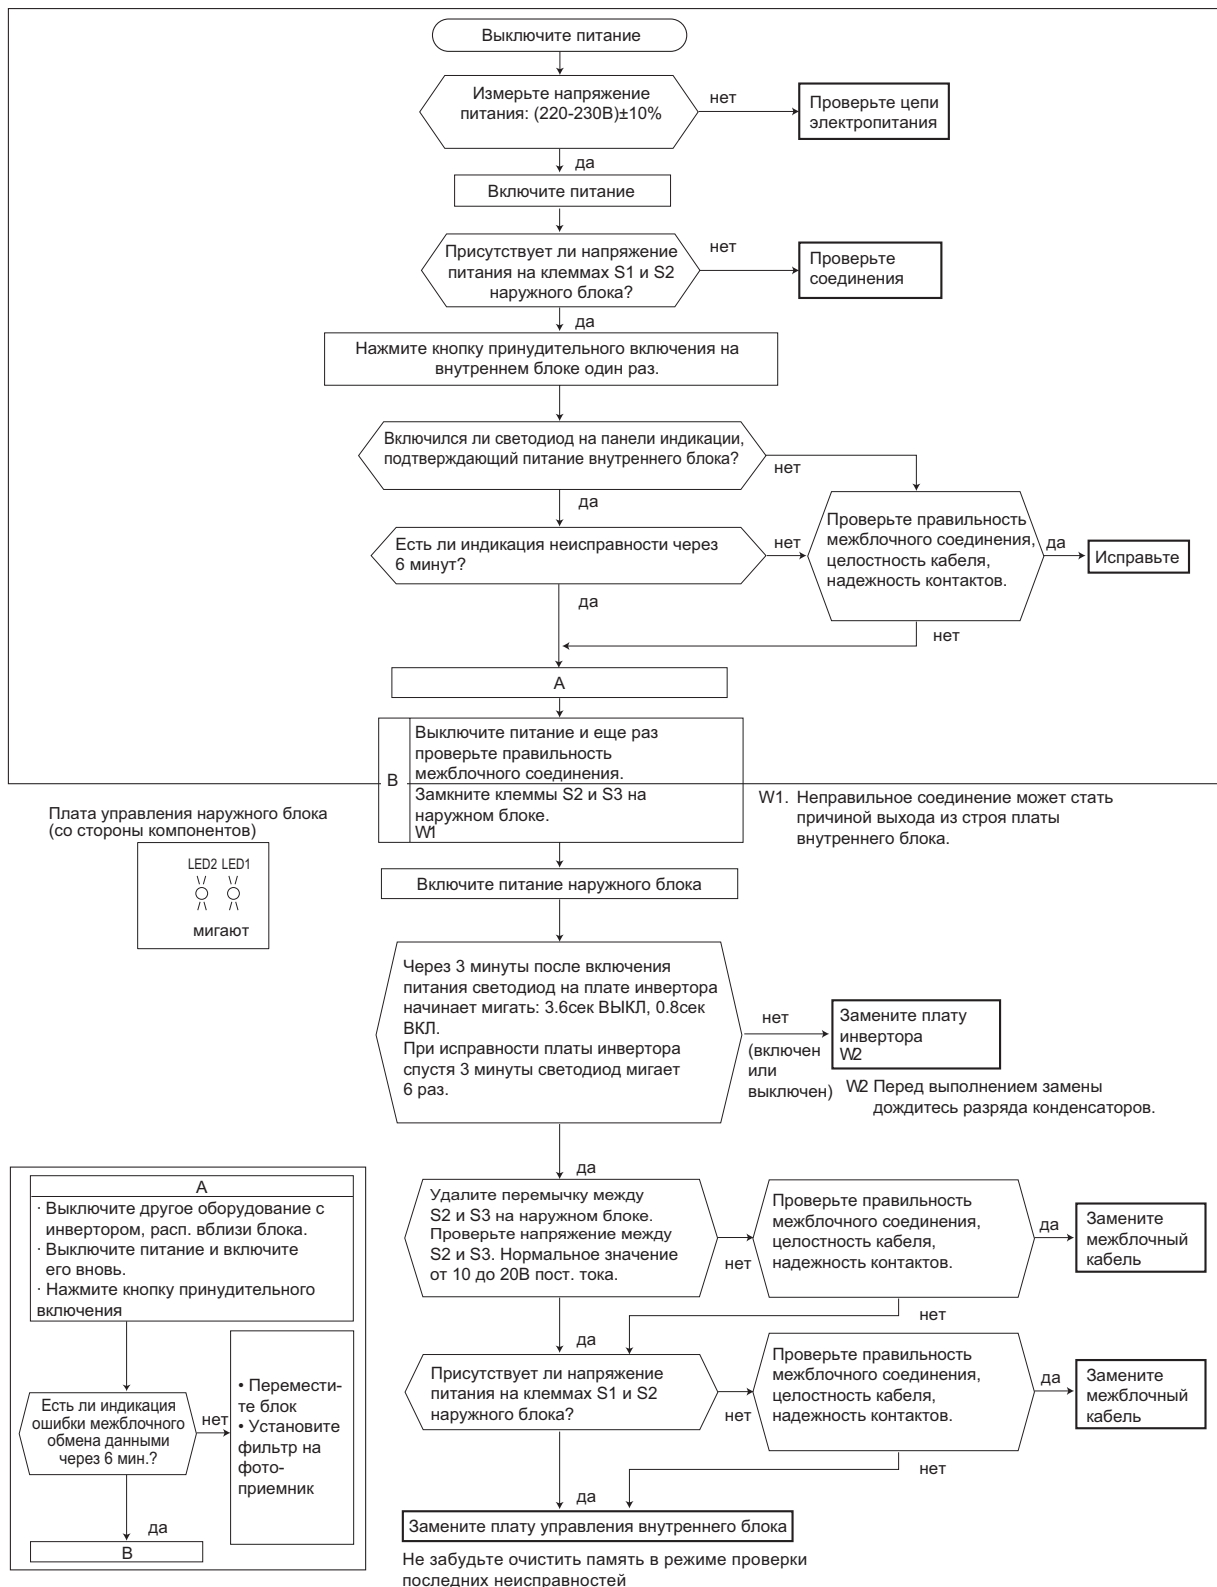 Выключите питание
Измерьте напряжение
питания: (220-230В)±10%
нет
Проверьте цепи
электропитания
да
Включите питание
Присутствует ли напряжение
питания на клеммах S1 и S2
наружного блока?
нет
Проверьте
соединения
да
Нажмите кнопку принудительного включения на
внутреннем блоке один раз.
Включился ли светодиод на панели индикации,
подтверждающий питание внутреннего блока?
нет
да
Есть ли индикация неисправности через
6 минут?
нет
Проверьте правильность
межблочного соединения,
целостность кабеля,
надежность контактов.
да
Исправьте
да
нет
A
B
Выключите питание и еще раз
проверьте правильность
межблочного соединения.
Замкните клеммы S2 и S3 на
наружном блоке.
W1
W1. Неправильное соединение может стать
причиной выхода из строя платы
внутреннего блока.
Плата управления наружного блока
(со стороны компонентов)
LED2 LED1
мигают
Включите питание наружного блока
Через 3 минуты после включения
питания светодиод на плате инвертора
начинает мигать: 3.6сек ВЫКЛ, 0.8сек
ВКЛ.
При исправности платы инвертора
спустя 3 минуты светодиод мигает
6 раз.
нет
(включен
или
выключен)
Замените плату
инвертора
W2
W2 Перед выполнением замены
дождитесь разряда конденсаторов.
да
Удалите перемычку между
S2 и S3 на наружном блоке.
Проверьте напряжение между
S2 и S3. Нормальное значение
от 10 до 20В пост. тока.
нет
Проверьте правильность
межблочного соединения,
целостность кабеля,
надежность контактов.
да
Замените
межблочный
кабель
нет
да
Присутствует ли напряжение
питания на клеммах S1 и S2
наружного блока?
нет
Проверьте правильность
межблочного соединения,
целостность кабеля,
надежность контактов.
да
Замените
межблочный
кабель
нет
да
Замените плату управления внутреннего блока
Не забудьте очистить память в режиме проверки
последних неисправностей
A
· Выключите другое оборудование с
инвертором, расп. вблизи блока.
· Выключите питание и включите
его вновь.
· Нажмите кнопку принудительного
включения
Есть ли индикация
ошибки межблочного
обмена данными
через 6 мин.?
нет
• Перемести-
те блок
• Установите
фильтр на
фото-
приемник
да
B